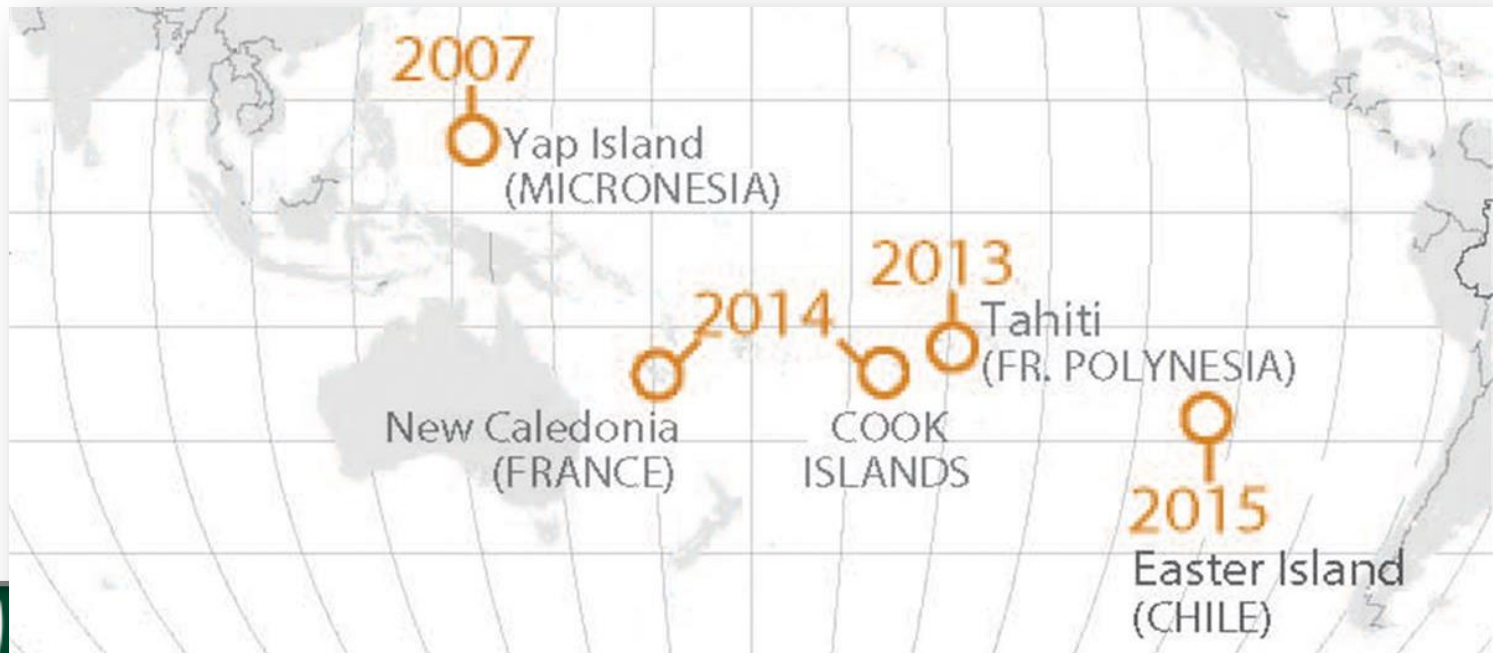 2007
Yap Island
(MICRONESIA)
2013
2014
Tahiti
(FR. POLYNESIA)
New Caledonia
(FRANCE)
COOK
ISLANDS
2015
Easter Island
(CHILE)